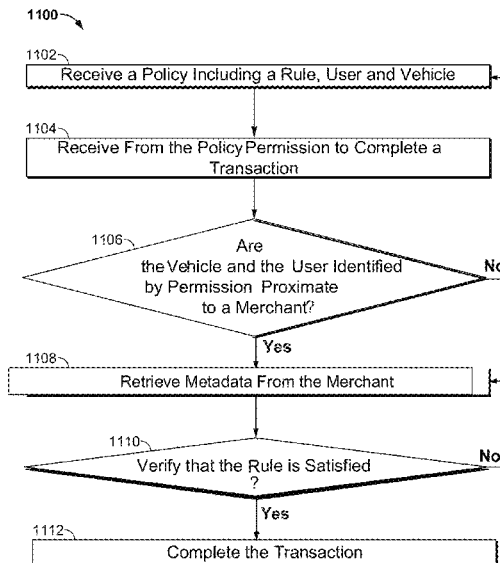 1100
1102
Receive a Policy Including a Rule, User and Vehicle
1104
Receive From the Policy Permission to Complete a
Transaction
1106
Are
the Vehicle and the User Identified
by Permission Proximate
to a Merchant?
No
Yes
1108
Retrieve Metadata From the Merchant
1110
Verify that the Rule is Satisfied
?
No
Yes
1112
Complete the Transaction